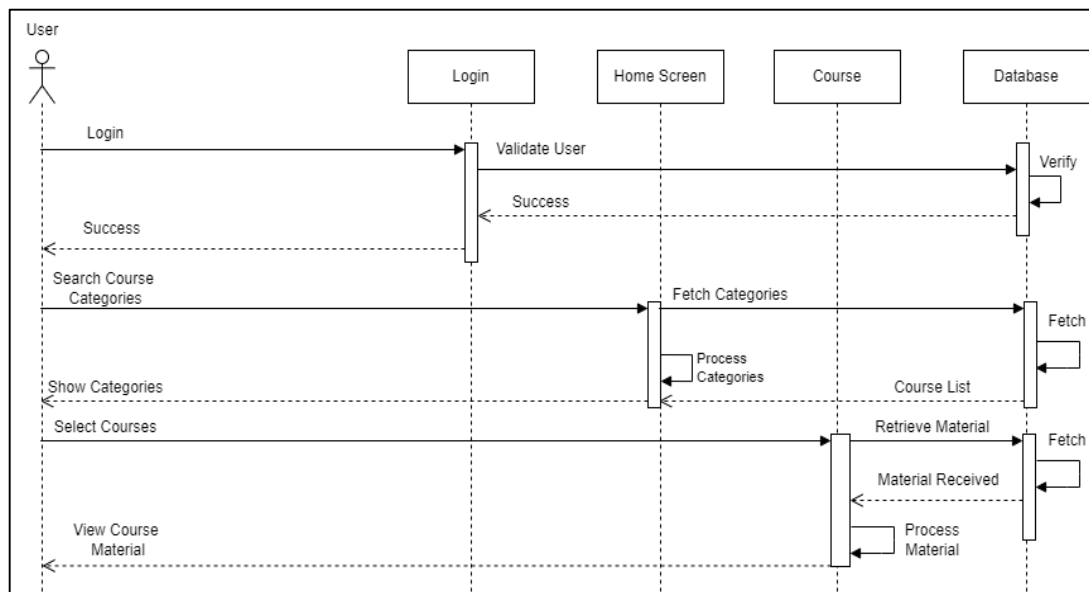 User
Login
Home Screen
Course
Database
Login
Validate User
Verify
Success
Success
Search Course
Categories
Fetch Categories
Fetch
Process
Categories
Show Categories
Course List
Select Courses
Retrieve Material
Fetch
Material Received
View Course
Material
Process
Material